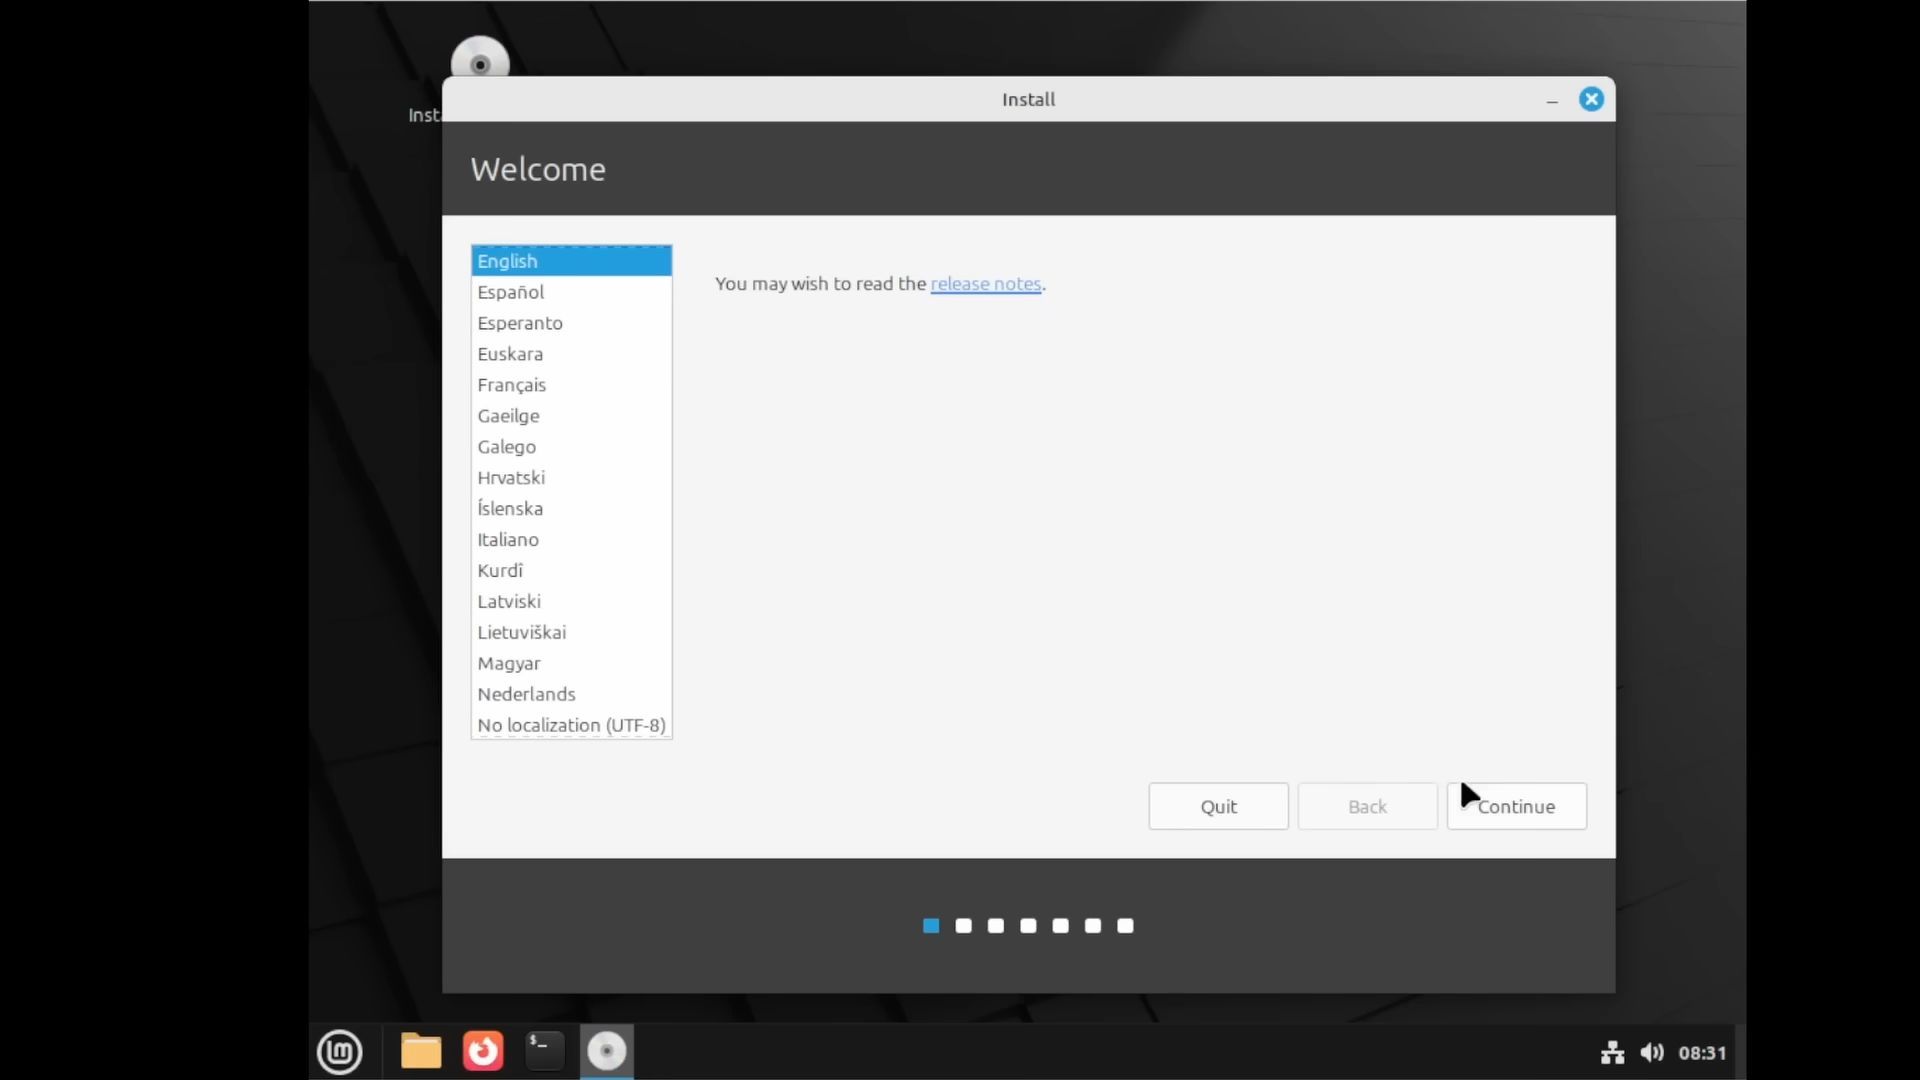 Install
Inst
Welcome
English
Español
Esperanto
Euskara
Français
Gaeilge
Galego
Hrvatski
Íslenska
Italiano
Kurdî
Latviski
Lietuviškai
Magyar
Nederlands
No localization (UTF-8)
You may wish to read the release notes.
Quit
Back
Continue
$_
08:31